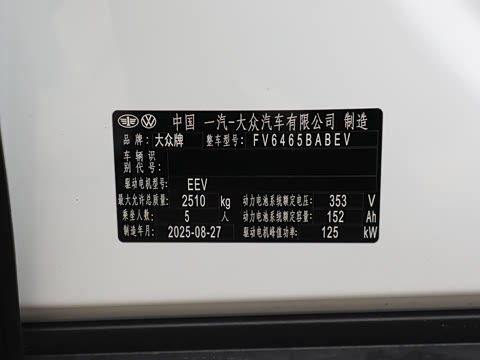 中国 一汽-大众汽车有限公司 制造
品牌: 大众牌 整车型号: FV6465BABEV
车辆识
别代号:
驱动电机型号: EEV
最大允许总质量: 2510 kg 动力电池系统额定电压: 353 V
乘坐人数: 5 人 动力电池系统额定容量: 152 Ah
制造年月: 2025-08-27 驱动电机峰值功率: 125 kW